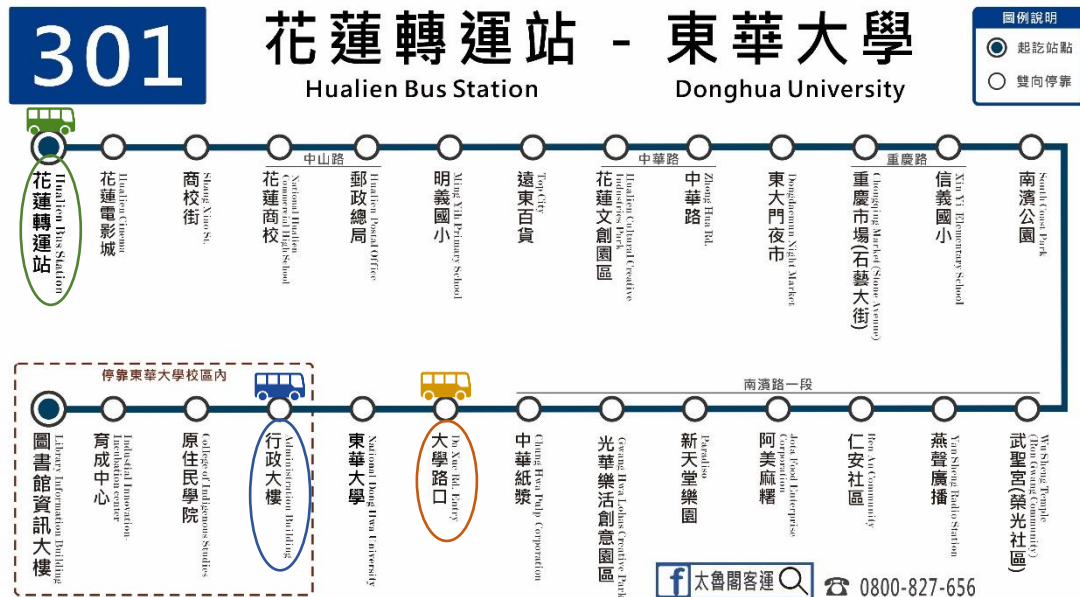 301
花蓮轉運站 - 東華大學
Hualien Bus Station
Donghua University
圖例說明
起訖站點
雙向停靠
中山路
中華路
重慶路
花蓮轉運站
Hualien Bus Station
花蓮電影城
Hualien Cinema
商校街
Shang Xiao St.
花蓮商校
National Hualien
Commercial High School
郵政總局
Hualien Postal Office
明義國小
Ming Yih Primary School
遠東百貨
Top City
花蓮文創園區
Hualien Cultural Creative
Industries Park
中華路
Zhong Hua Rd.
東大門夜市
Dongdaemun Night Market
重慶市場(石藝大街)
Chongqing Market (Stone Avenue)
信義國小
Xin Yi Elementary School
南濱公園
South Coast Park
停靠東華大學校區內
南濱路一段
圖書館資訊大樓
Library Information Building
育成中心
Industial Innovation-
Incubation center
原住民學院
College of Indigenous Studies
行政大樓
Administration Building
東華大學
National Dong Hwa University
大學路口
Da Xue Rd. Entry
中華紙漿
Chung Hwa Pulp Corporation
光華樂活創意園區
Gwang Hwa Lohas Creative Park
新天堂樂園
Paradiso
阿美麻糬
Jouta Food Enterprise
Corporation
仁安社區
Ren An Community
燕聲廣播
Yan Sheng Radio Station
武聖宮(榮光社區)
Wu Sheng Temple
(Ron Gwang Community)
f 太魯閣客運
0800-827-656